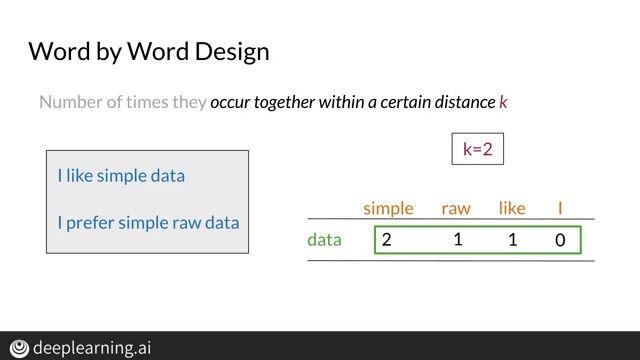 Word by Word Design
Number of times they occur together within a certain distance k
I like simple data
I prefer simple raw data
k=2
simple raw like I
data 2 1 1 0
deeplearning.ai